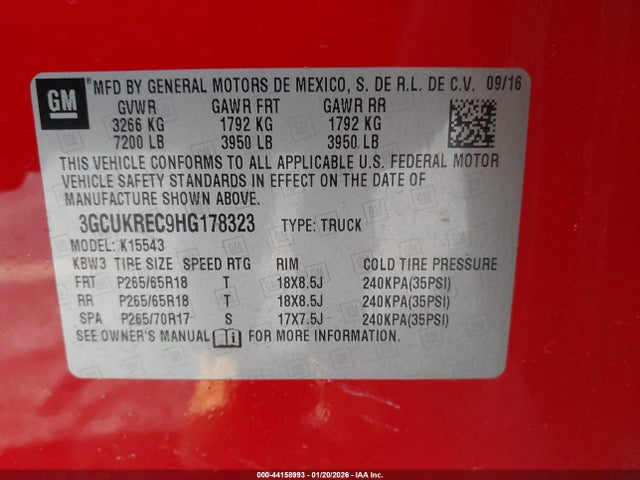 GM
MFD BY GENERAL MOTORS DE MEXICO, S. DE R.L. DE C.V. 09/16
GVWR GAWR FRT GAWR RR
3266 KG 1792 KG 1792 KG
7200 LB 3950 LB 3950 LB
THIS VEHICLE CONFORMS TO ALL APPLICABLE U.S. FEDERAL MOTOR
VEHICLE SAFETY STANDARDS IN EFFECT ON THE DATE OF
MANUFACTURE SHOWN ABOVE.
3GCUKREC9HG178323 TYPE: TRUCK
MODEL: K15543
KBW3 TIRE SIZE SPEED RTG RIM COLD TIRE PRESSURE
FRT P265/65R18 T 18X8.5J 240KPA(35PSI)
RR P265/65R18 T 18X8.5J 240KPA(35PSI)
SPA P265/70R17 S 17X7.5J 240KPA(35PSI)
SEE OWNER'S MANUAL FOR MORE INFORMATION.
000-44158993 | 01/20/2026 | IAA Inc.